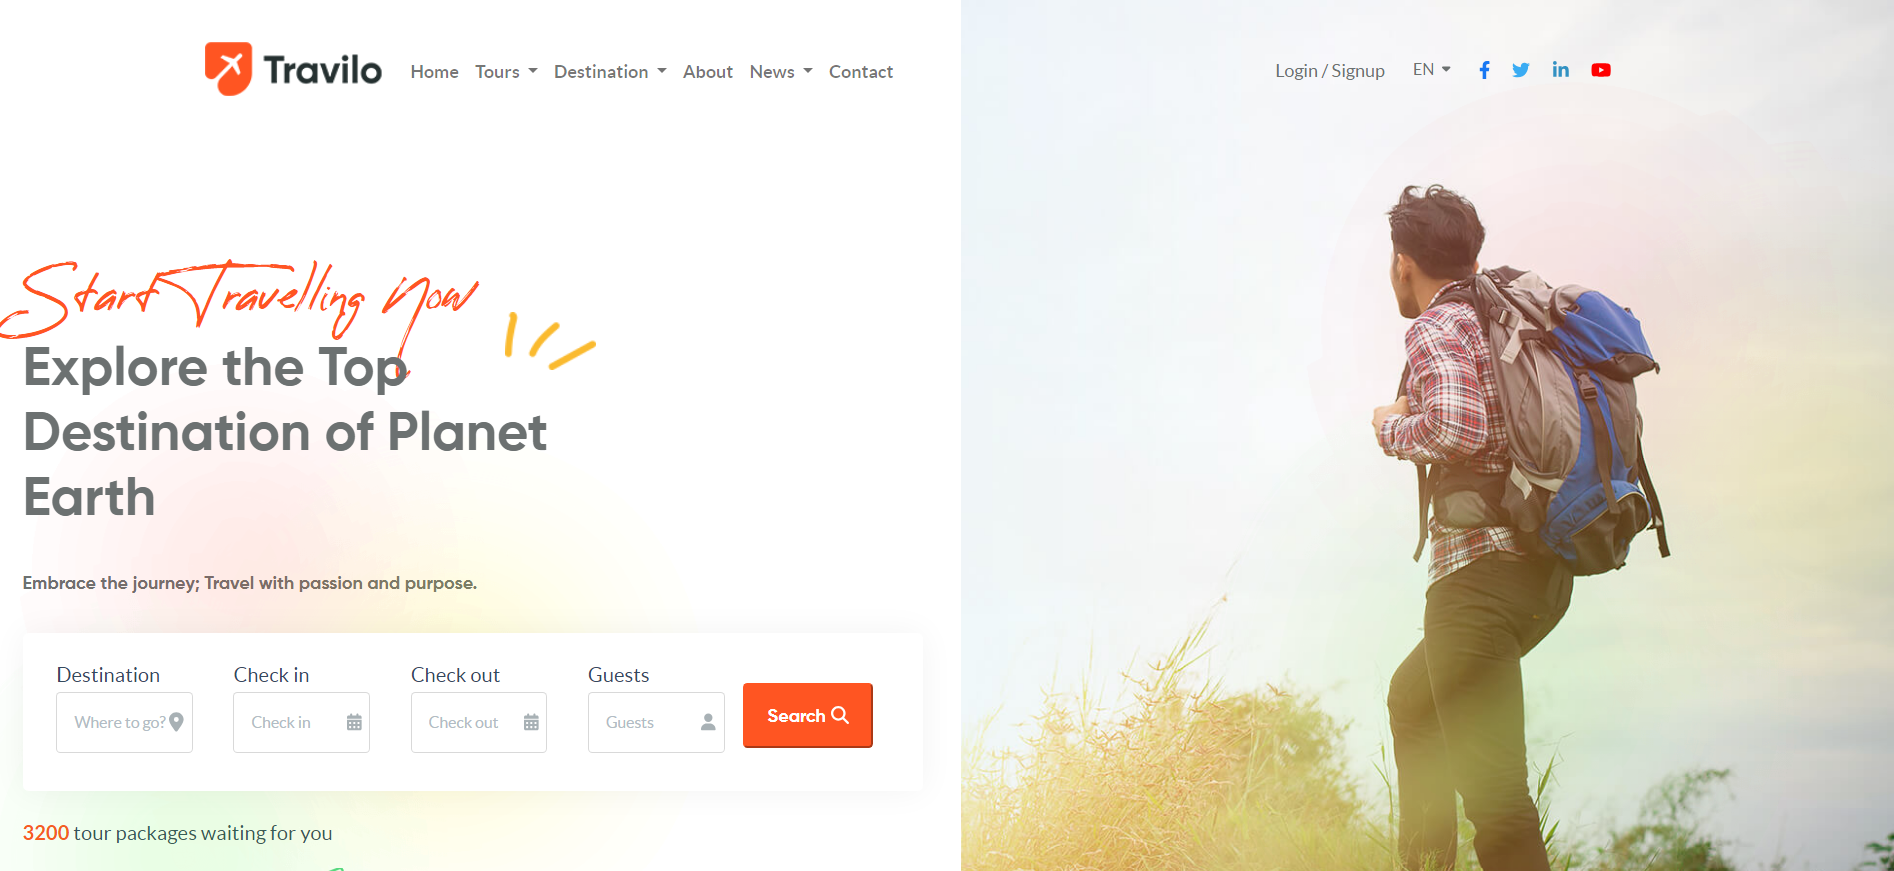 Travilo
Home Tours Destination About News Contact
Login / Signup EN
Start Travelling Now
Explore the Top
Destination of Planet
Earth
Embrace the journey; Travel with passion and purpose.
Destination Check in Check out Guests
Where to go? Check in Check out Guests Search
3200 tour packages waiting for you